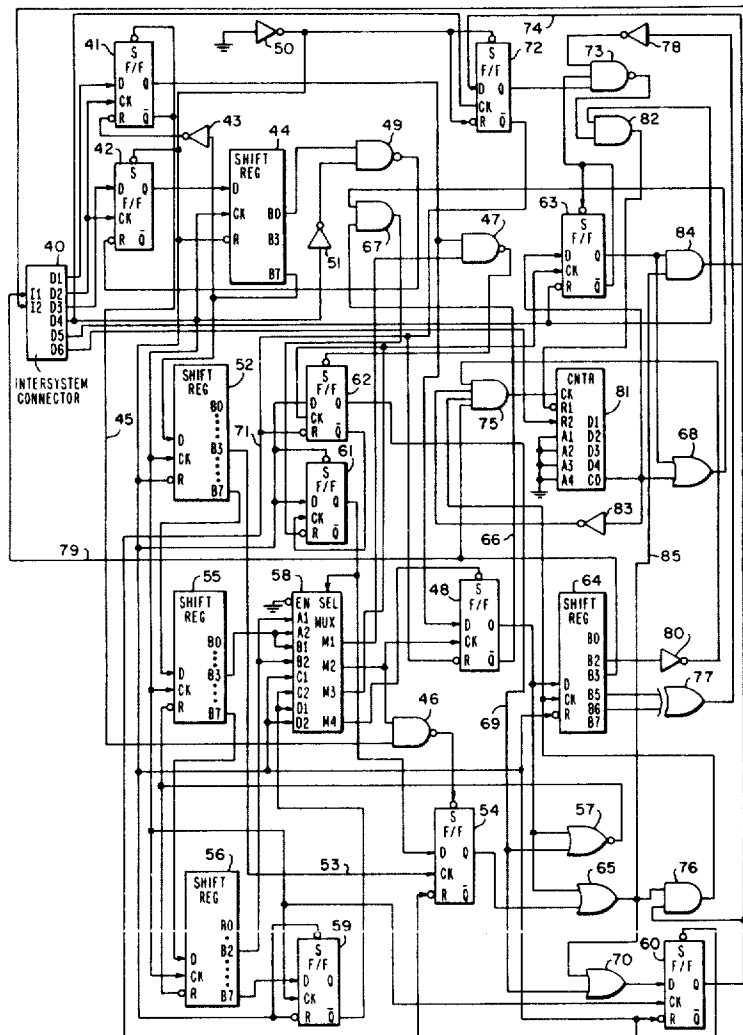 74
41
S
F/F
D Q
CK
R Q̅
50
S
F/F
72
D Q
CK
R Q̅
73
78
82
43
42
S
D Q
F/F
CK
R Q̅
44
SHIFT
REG
D
CK
R
B0
B3
B7
49
51
67
47
63
S
F/F
D Q
CK
R Q̅
84
40
I1
I2
D1
D2
D3
D4
D5
D6
INTERSYSTEM
CONNECTOR
45
52
SHIFT
REG
B0
B3
B7
D
CK
R
71
S
F/F
62
D Q
CK
R Q̅
61
S
F/F
D Q
CK
R Q̅
75
CNTR
81
CK
R1
R2
A1
A2
A3
A4
D1
D2
D3
D4
CO
68
83
66
79
85
55
SHIFT
REG
B0
B3
B7
D
CK
R
58
EN SEL
MUX
A1
A2
B1
B2
C1
C2
D1
D2
M1
M2
M3
M4
48
S
F/F
D Q
CK
R Q̅
64
SHIFT
REG
B0
B2
B3
B5
B6
B7
D
CK
R
80
77
46
69
57
54
S
F/F
D Q
CK
R Q̅
53
65
76
56
SHIFT
REG
B0
B2
B7
D
CK
R
59
S
F/F
D Q
CK
R Q̅
70
60
S
F/F
D Q
CK
R Q̅